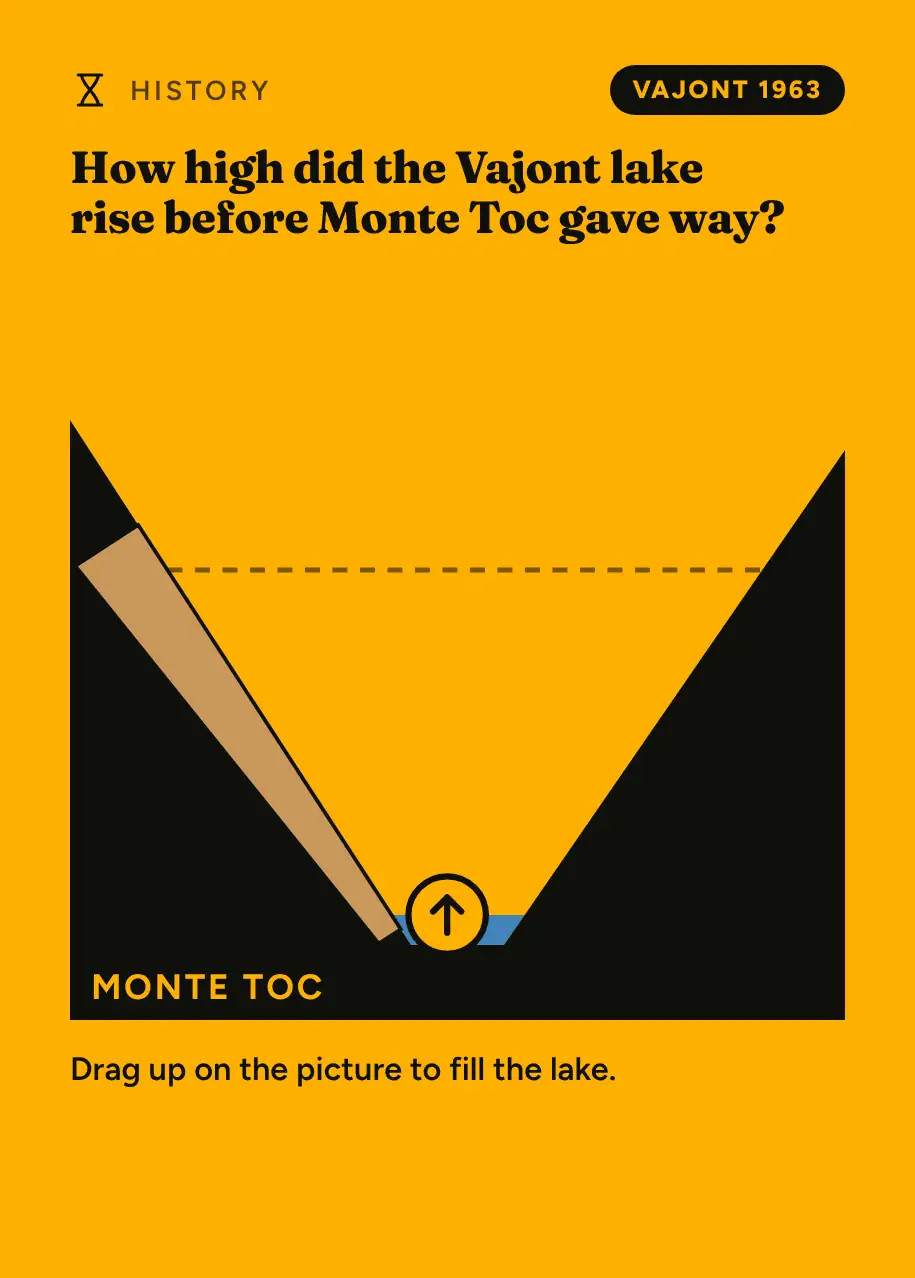 HISTORY
VAJONT 1963
How high did the Vajont lake
rise before Monte Toc gave way?
MONTE TOC
Drag up on the picture to fill the lake.